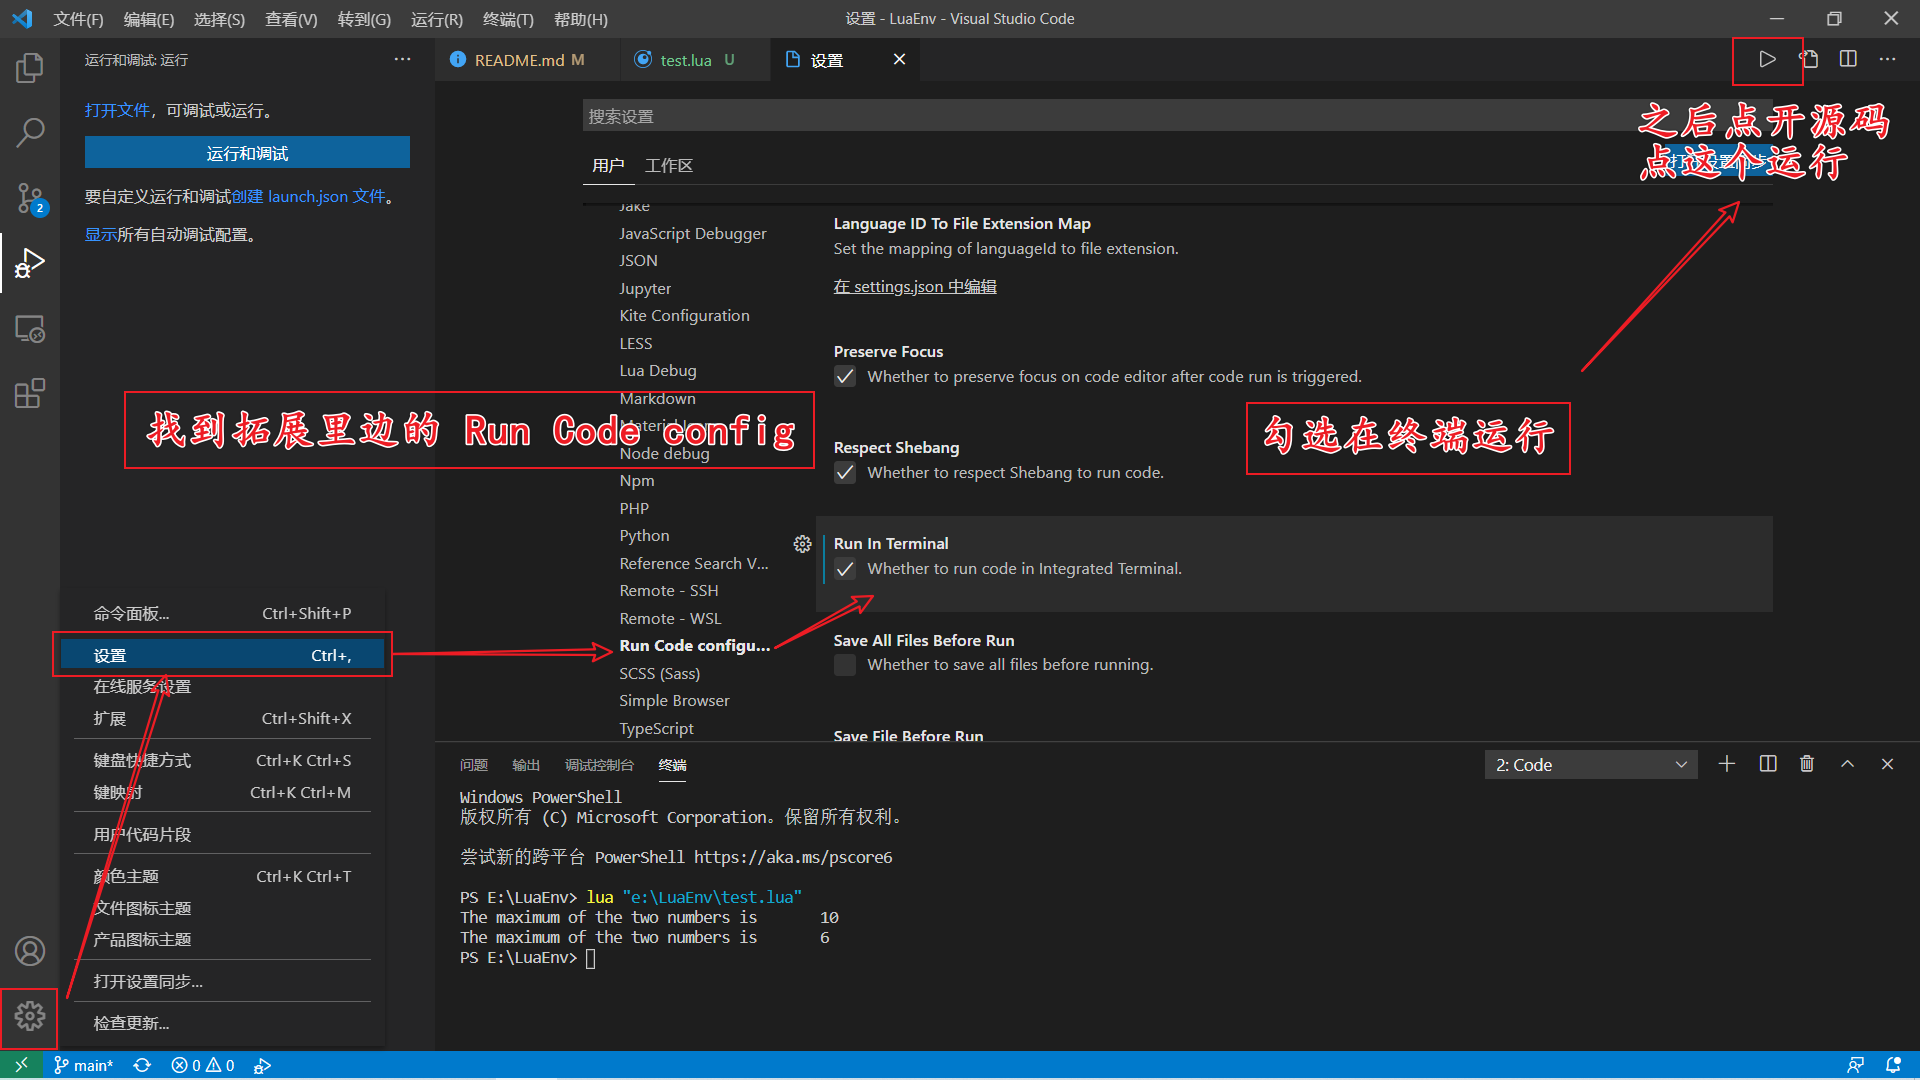 文件(F) 编辑(E) 选择(S) 查看(V) 转到(G) 运行(R) 终端(T) 帮助(H)
设置 - LuaEnv - Visual Studio Code
运行和调试: 运行
README.md M
test.lua U
设置
打开文件，可调试或运行。
运行和调试
要自定义运行和调试创建 launch.json 文件。
显示所有自动调试配置。
2
搜索设置
用户 工作区
之后点开源码
点这个运行
Jake
JavaScript Debugger
JSON
Jupyter
Kite Configuration
LESS
Lua Debug
Markdown
Node debug
Npm
PHP
Python
Reference Search V...
Remote - SSH
Remote - WSL
Run Code configu...
SCSS (Sass)
Simple Browser
TypeScript
找到拓展里边的 Run Code config
Language ID To File Extension Map
Set the mapping of languageId to file extension.
在 settings.json 中编辑
Preserve Focus
Whether to preserve focus on code editor after code run is triggered.
勾选在终端运行
Respect Shebang
Whether to respect Shebang to run code.
Run In Terminal
Whether to run code in Integrated Terminal.
Save All Files Before Run
Whether to save all files before running.
Save File Before Run
命令面板... Ctrl+Shift+P
设置 Ctrl+,
在线服务设置
扩展 Ctrl+Shift+X
键盘快捷方式 Ctrl+K Ctrl+S
键映射 Ctrl+K Ctrl+M
用户代码片段
颜色主题 Ctrl+K Ctrl+T
文件图标主题
产品图标主题
打开设置同步...
检查更新...
问题 输出 调试控制台 终端
2: Code
Windows PowerShell
版权所有 (C) Microsoft Corporation。保留所有权利。
尝试新的跨平台 PowerShell https://aka.ms/pscore6
PS E:\LuaEnv> lua "e:\LuaEnv\test.lua"
The maximum of the two numbers is 10
The maximum of the two numbers is 6
PS E:\LuaEnv>
main* 0 0